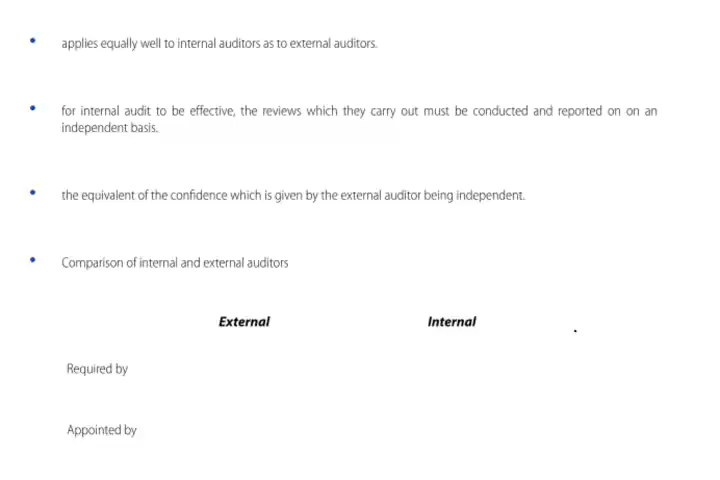 • applies equally well to internal auditors as to external auditors.
• for internal audit to be effective, the reviews which they carry out must be conducted and reported on on an
independent basis.
• the equivalent of the confidence which is given by the external auditor being independent.
• Comparison of internal and external auditors
External Internal .
Required by
Appointed by